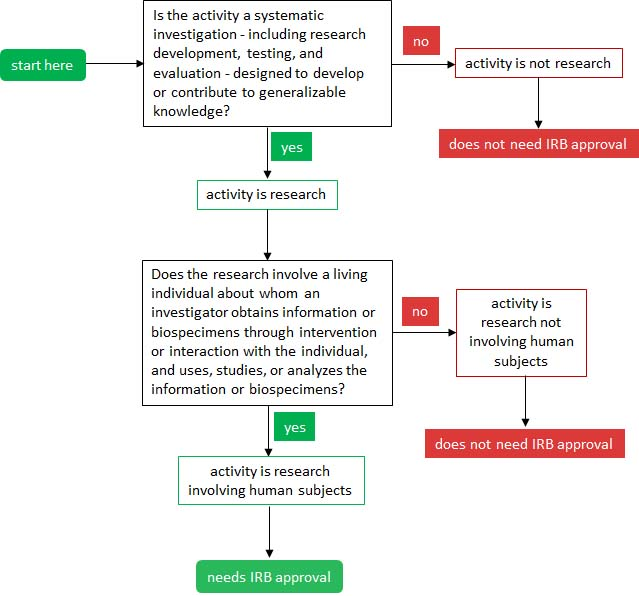 start here
Is the activity a systematic
investigation - including research
development, testing, and
evaluation - designed to develop
or contribute to generalizable
knowledge?
no
activity is not research
does not need IRB approval
yes
activity is research
Does the research involve a living
individual about whom an
investigator obtains information or
biospecimens through intervention
or interaction with the individual,
and uses, studies, or analyzes the
information or biospecimens?
no
activity is
research not
involving human
subjects
does not need IRB approval
yes
activity is research
involving human subjects
needs IRB approval